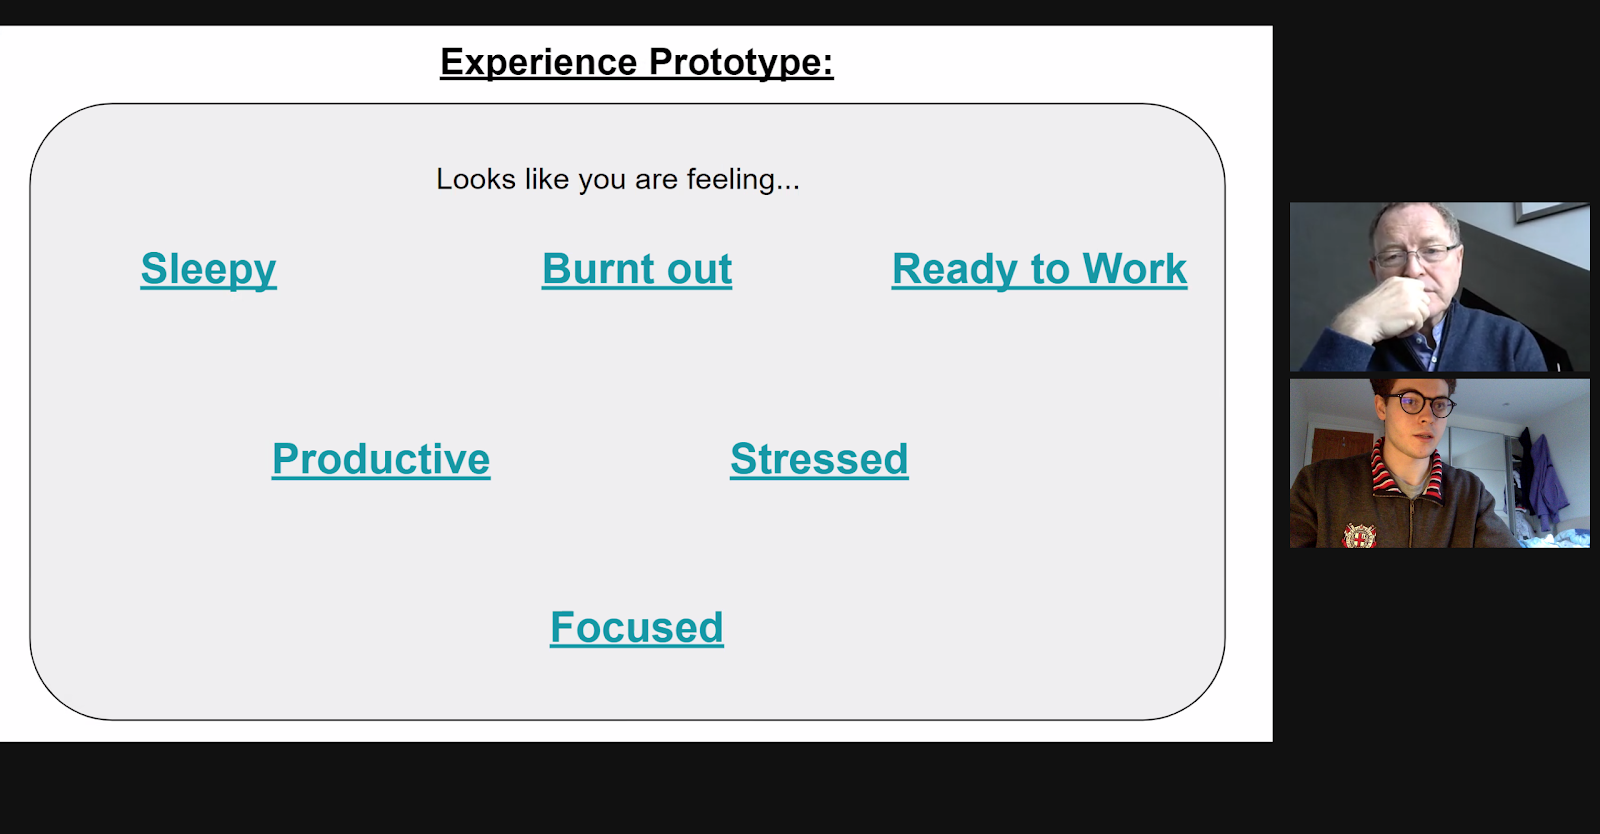 Experience Prototype:
Looks like you are feeling...
Sleepy
Burnt out
Ready to Work
Productive
Stressed
Focused